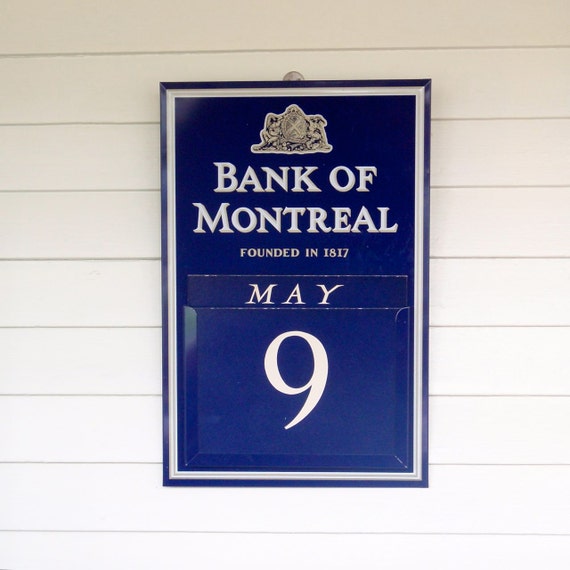 BANK OF
MONTREAL
FOUNDED IN 1817
MAY
9